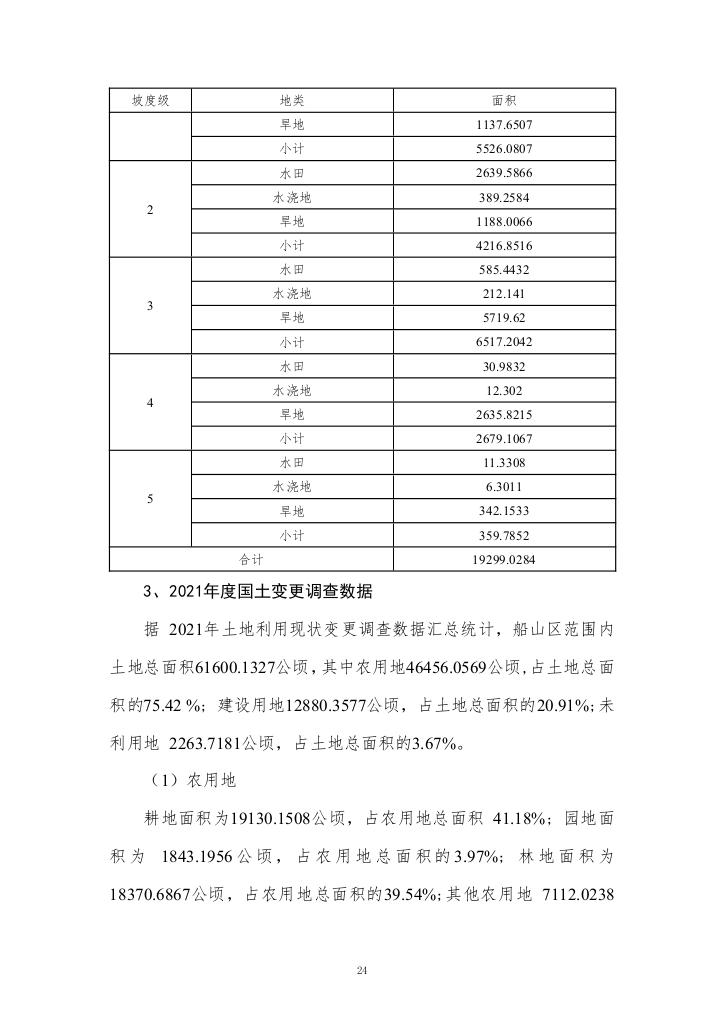 坡度级 地类 面积
旱地 1137.6507
小计 5526.0807
2 水田 2639.5866
水浇地 389.2584
旱地 1188.0066
小计 4216.8516
3 水田 585.4432
水浇地 212.141
旱地 5719.62
小计 6517.2042
4 水田 30.9832
水浇地 12.302
旱地 2635.8215
小计 2679.1067
5 水田 11.3308
水浇地 6.3011
旱地 342.1533
小计 359.7852
合计 19299.0284
3、2021年度国土变更调查数据
据 2021年土地利用现状变更调查数据汇总统计，船山区范围内
土地总面积61600.1327公顷，其中农用地46456.0569公顷，占土地总面
积的75.42 %；建设用地12880.3577公顷，占土地总面积的20.91%；未
利用地 2263.7181公顷，占土地总面积的3.67%。
（1）农用地
耕地面积为19130.1508公顷，占农用地总面积 41.18%；园地面
积为 1843.1956公顷，占农用地总面积的3.97%；林地面积为
18370.6867公顷，占农用地总面积的39.54%；其他农用地 7112.0238
24